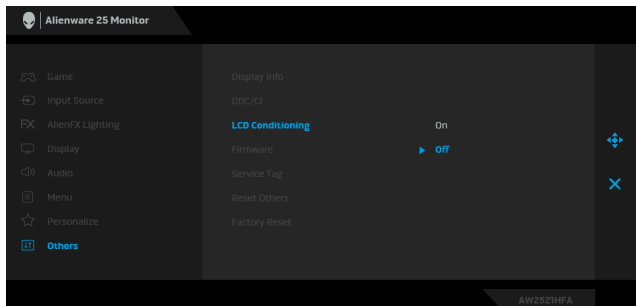 Alienware 25 Monitor
Game
Input Source
AlienFX Lighting
Display
Audio
Menu
Personalize
Others
Display Info
DDC/CI
LCD Conditioning On
Firmware Off
Service Tag
Reset Others
Factory Reset
AW2521HFA